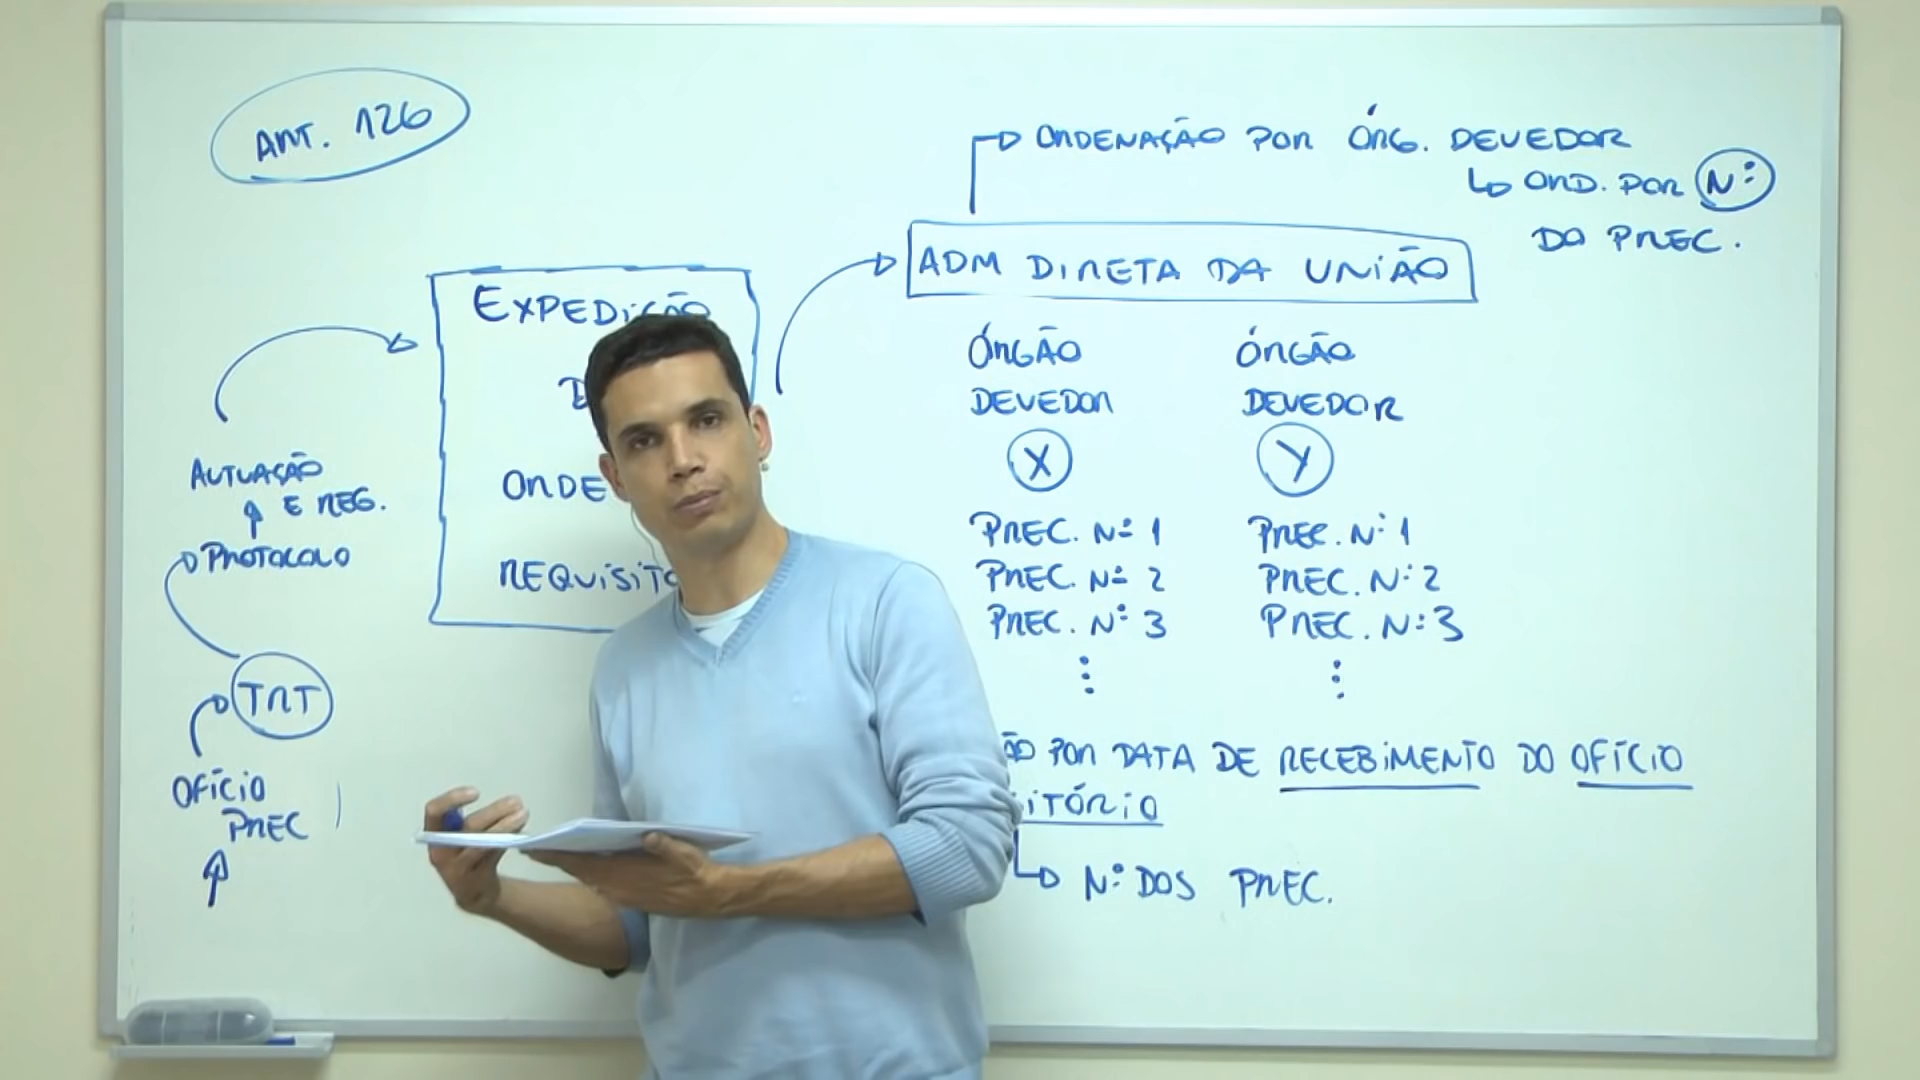 ART. 126
ORDENAÇÃO POR ÓRG. DEVEDOR
ORD. POR Nº
DO PREC.
ADM DIRETA DA UNIÃO
EXPEDIÇÃO
ORDE
REQUISITÓ
ÓRGÃO
DEVEDOR
X
PREC. Nº 1
PREC. Nº 2
PREC. Nº 3
ÓRGÃO
DEVEDOR
Y
PREC. Nº 1
PREC. Nº 2
PREC. Nº 3
AUTUAÇÃO
E REG.
PROTOCOLO
TRT
OFÍCIO
PREC
ÃO POR DATA DE RECEBIMENTO DO OFÍCIO
ITÓRIO
Nº DOS PREC.